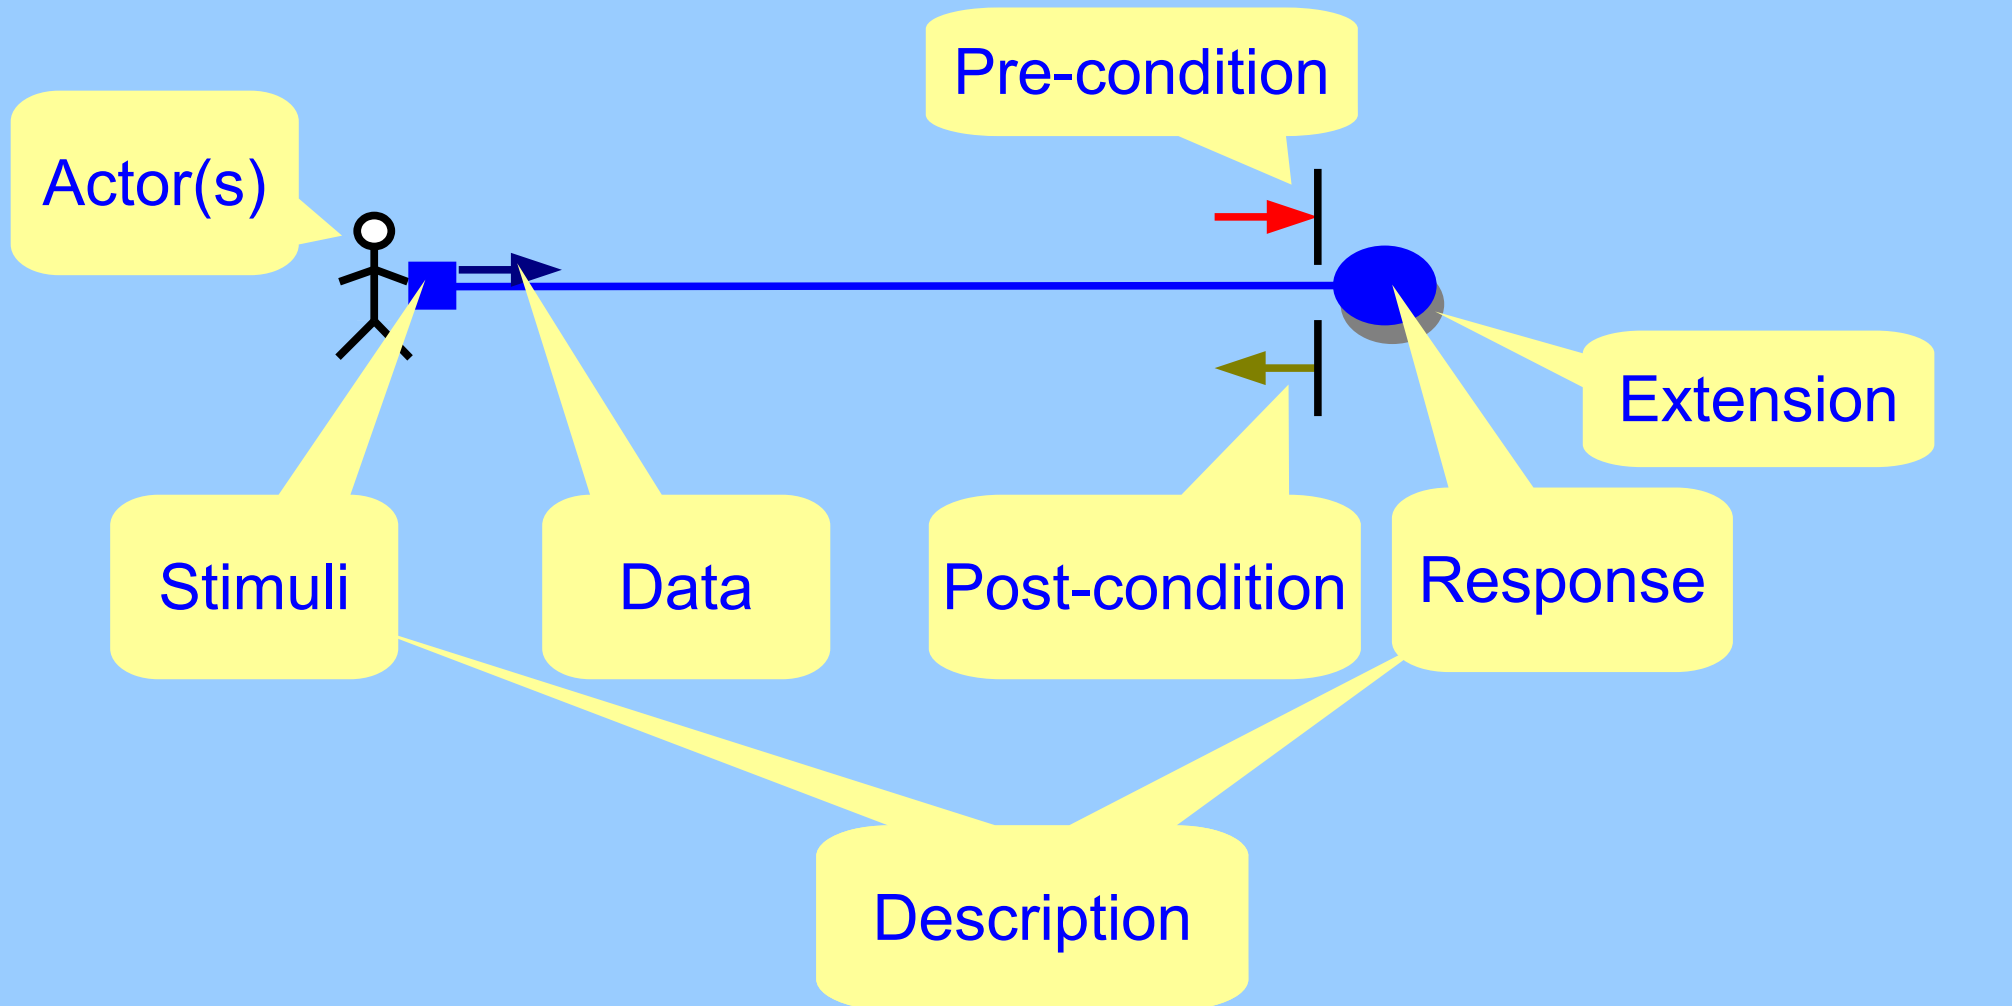 Pre-condition
Actor(s)
Extension
Stimuli
Data
Post-condition
Response
Description